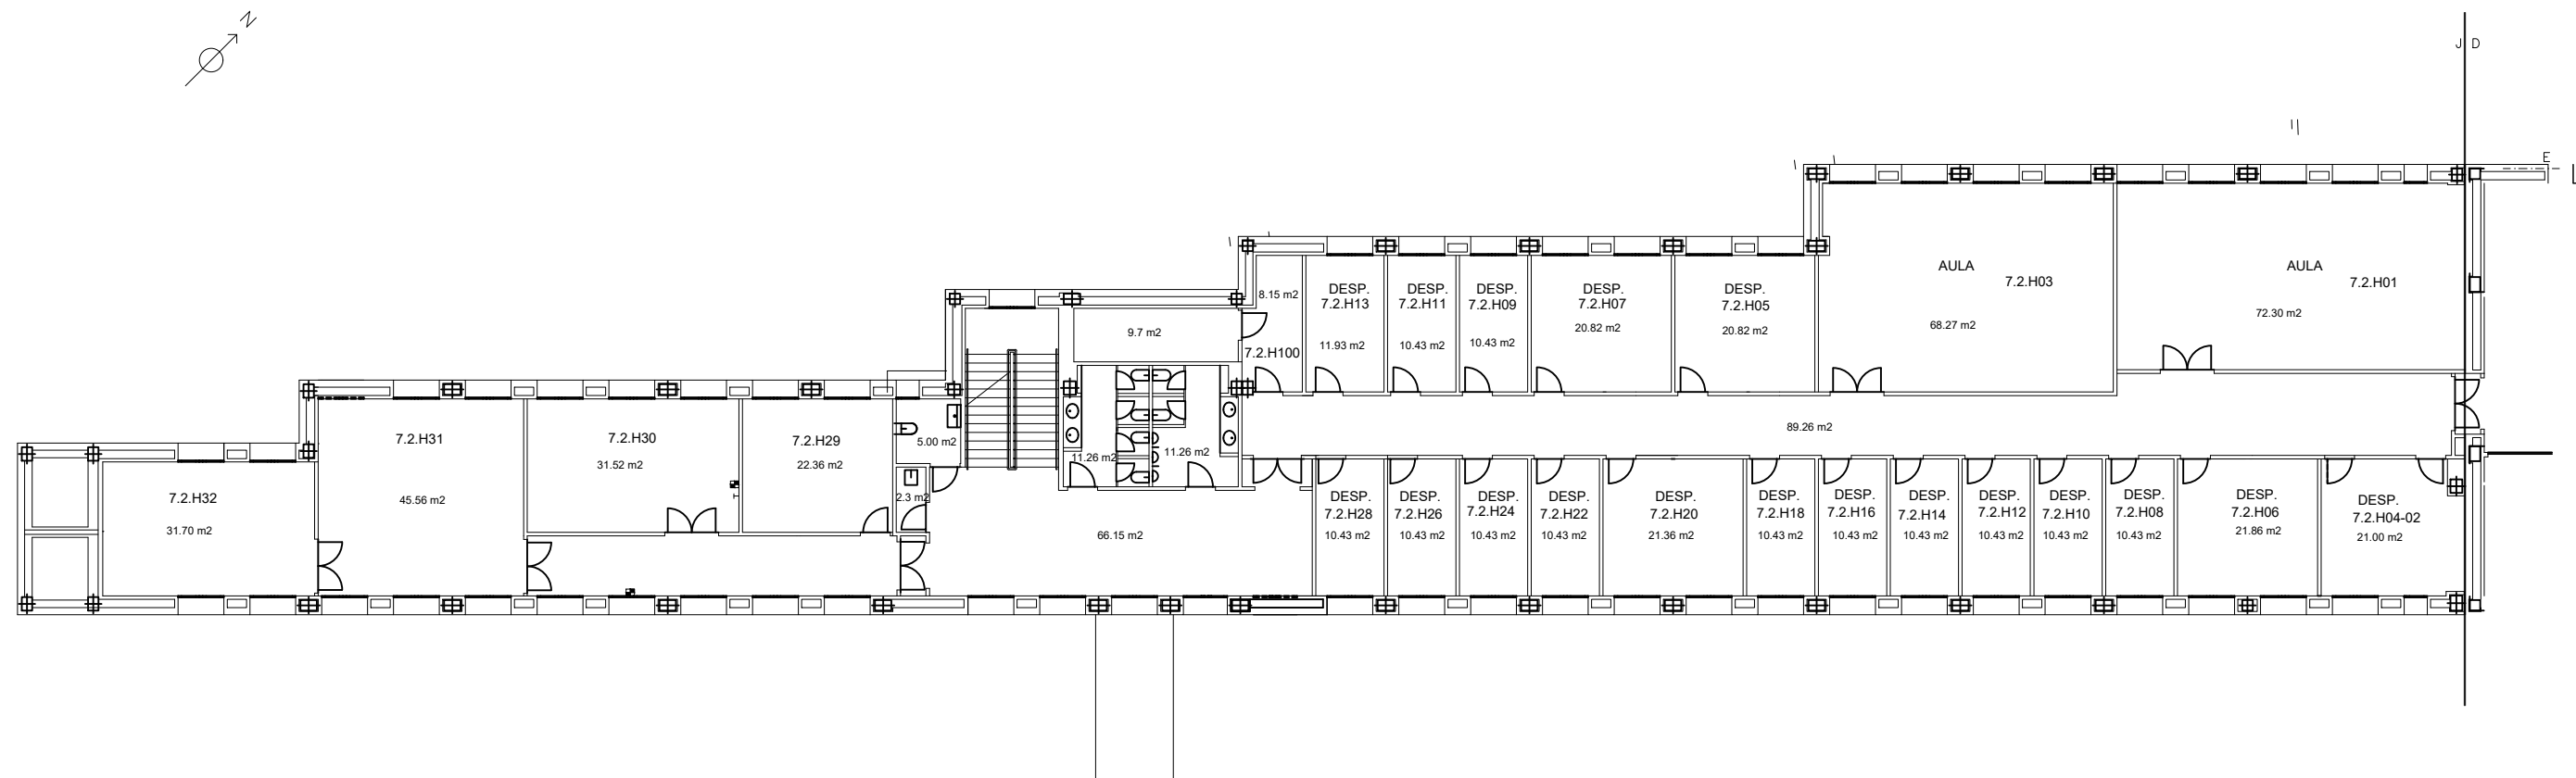 N
J D
E
L
AULA
7.2.H03
68.27 m2
AULA
7.2.H01
72.30 m2
8.15 m2
7.2.H100
DESP.
7.2.H13
11.93 m2
DESP.
7.2.H11
10.43 m2
DESP.
7.2.H09
10.43 m2
DESP.
7.2.H07
20.82 m2
DESP.
7.2.H05
20.82 m2
9.7 m2
89.26 m2
7.2.H32
31.70 m2
7.2.H31
45.56 m2
7.2.H30
31.52 m2
7.2.H29
22.36 m2
5.00 m2
2.3 m2
11.26 m2
11.26 m2
66.15 m2
DESP.
7.2.H28
10.43 m2
DESP.
7.2.H26
10.43 m2
DESP.
7.2.H24
10.43 m2
DESP.
7.2.H22
10.43 m2
DESP.
7.2.H20
21.36 m2
DESP.
7.2.H18
10.43 m2
DESP.
7.2.H16
10.43 m2
DESP.
7.2.H14
10.43 m2
DESP.
7.2.H12
10.43 m2
DESP.
7.2.H10
10.43 m2
DESP.
7.2.H08
10.43 m2
DESP.
7.2.H06
21.86 m2
DESP.
7.2.H04-02
21.00 m2